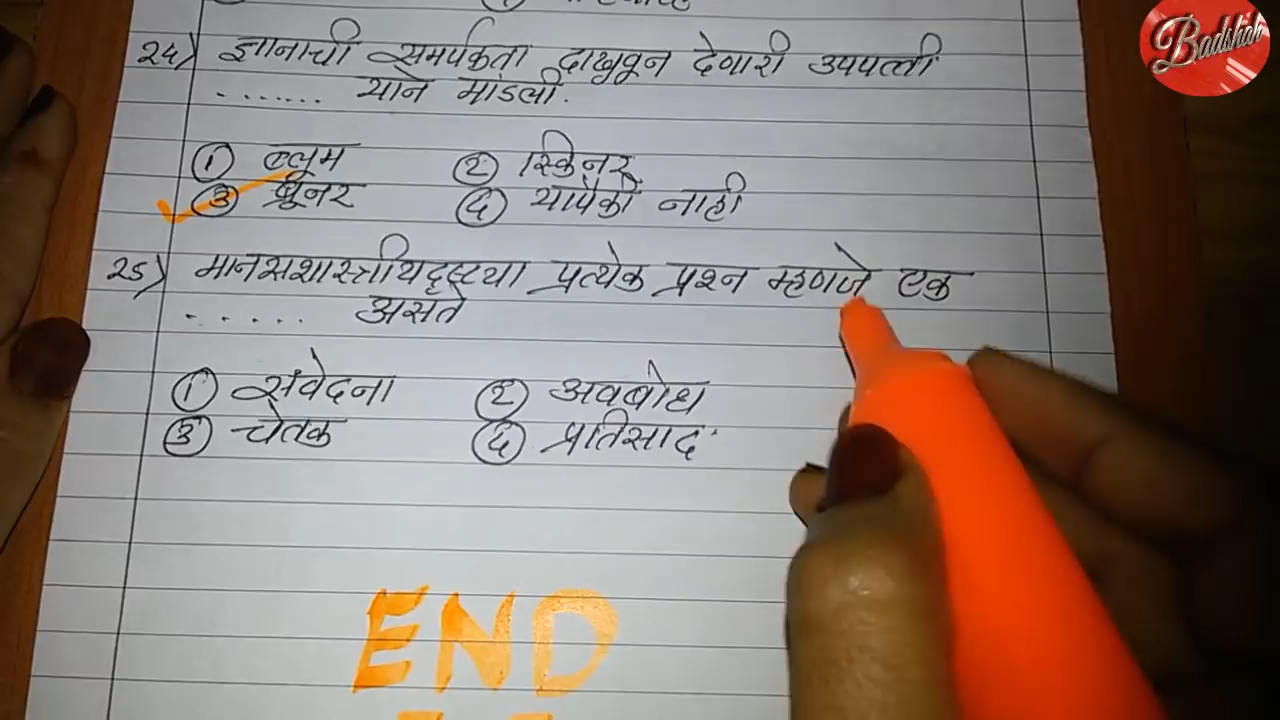 Badshah
२४) ज्ञानाची समर्पकता दाखवून देणारी उपपत्ती
....... याने मांडली.
① ब्लूम ② स्किनर
③ ब्रूनर ④ यापैकी नाही
२५) मानसशास्त्रीयदृष्ट्या प्रत्येक प्रश्न म्हणजे एक
...... असते
① संवेदना ② अवबोध
③ चेतक ④ प्रतिसाद
END